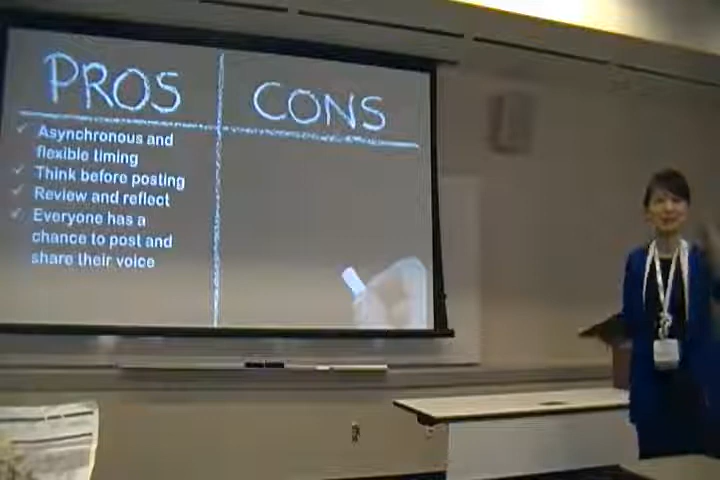 PROS
CONS
Asynchronous and
flexible timing
Think before posting
Review and reflect
Everyone has a
chance to post and
share their voice